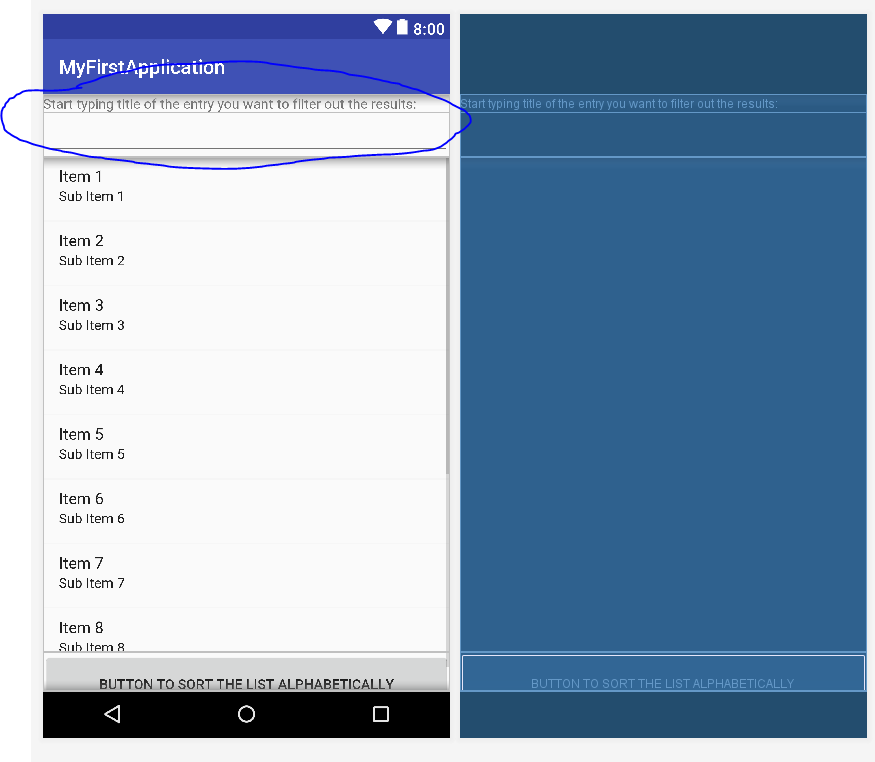 8:00
MyFirstApplication
Start typing title of the entry you want to filter out the results:
Item 1
Sub Item 1
Item 2
Sub Item 2
Item 3
Sub Item 3
Item 4
Sub Item 4
Item 5
Sub Item 5
Item 6
Sub Item 6
Item 7
Sub Item 7
Item 8
Sub Item 8
BUTTON TO SORT THE LIST ALPHABETICALLY
Start typing title of the entry you want to filter out the results:
BUTTON TO SORT THE LIST ALPHABETICALLY